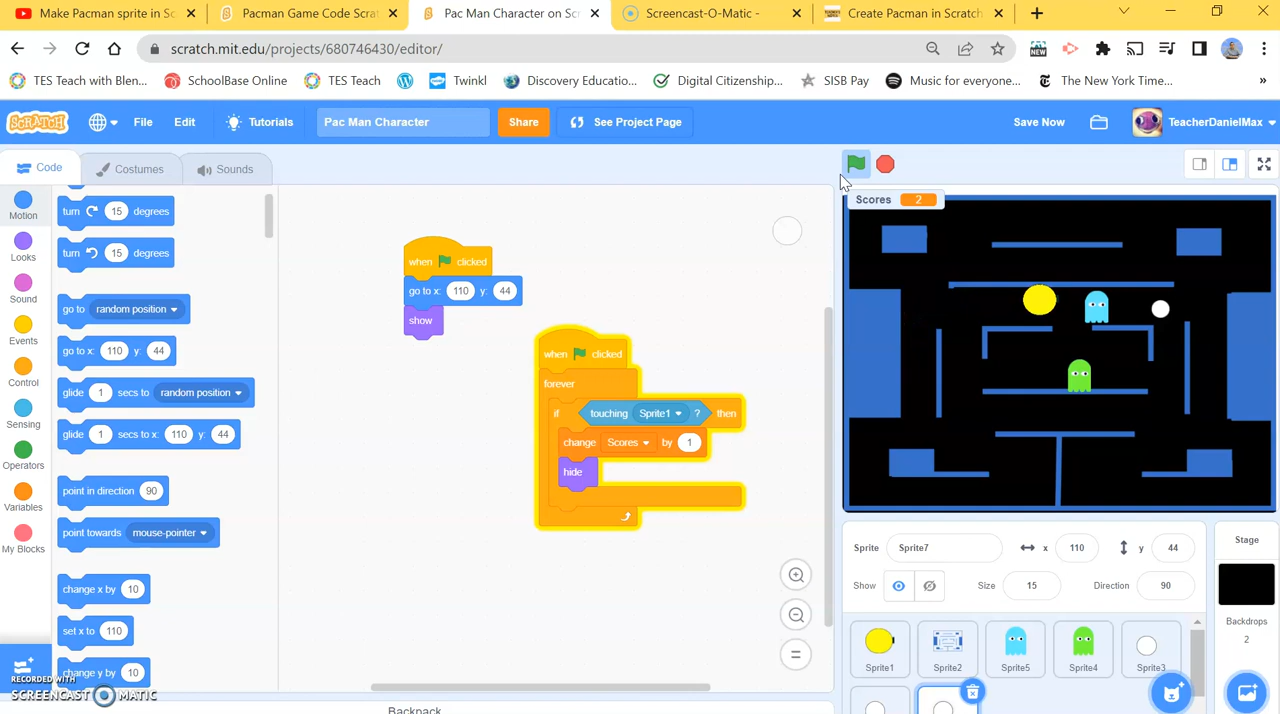 Make Pacman sprite in Sc
Pacman Game Code Scrat
Pac Man Character on Scr
Screencast-O-Matic -
Create Pacman in Scratch
scratch.mit.edu/projects/680746430/editor/
NEW
TES Teach with Blen...
SchoolBase Online
TES Teach
Twinkl
Discovery Educatio...
Digital Citizenship...
SISB Pay
Music for everyone...
The New York Time...
»
SCRATCH
File
Edit
Tutorials
Pac Man Character
Share
See Project Page
Save Now
TeacherDanielMax
Code
Costumes
Sounds
Motion
Looks
Sound
Events
Control
Sensing
Operators
Variables
My Blocks
turn 15 degrees
turn 15 degrees
go to random position
go to x: 110 y: 44
glide 1 secs to random position
glide 1 secs to x: 110 y: 44
point in direction 90
point towards mouse-pointer
change x by 10
set x to 110
change y by 10
when clicked
go to x: 110 y: 44
show
when clicked
forever
if touching Sprite1 ? then
change Scores by 1
hide
Scores 2
Sprite Sprite7 x 110 y 44
Show Size 15 Direction 90
Sprite1
Sprite2
Sprite5
Sprite4
Sprite3
Stage
Backdrops
2
RECORDED WITH
SCREENCAST MATIC
Backpack